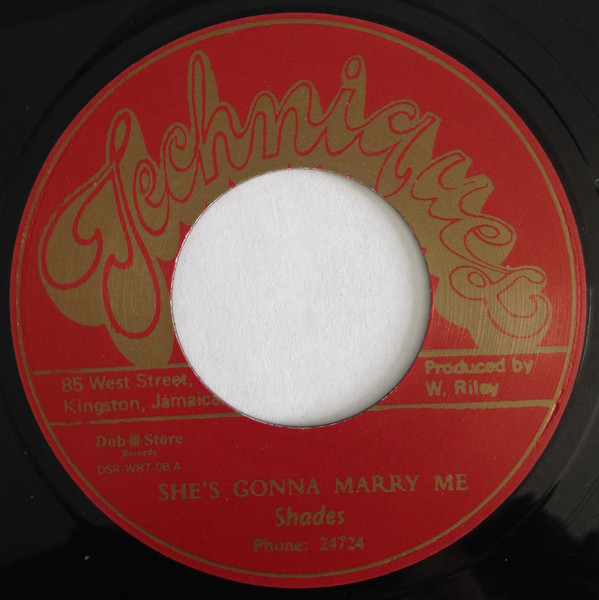 Techniques
85 West Street,
Kingston, Jamaica
Produced by
W. Riley
Dub Store
Records
DSR-WR7-08 A
SHE'S GONNA MARRY ME
Shades
Phone: 24724